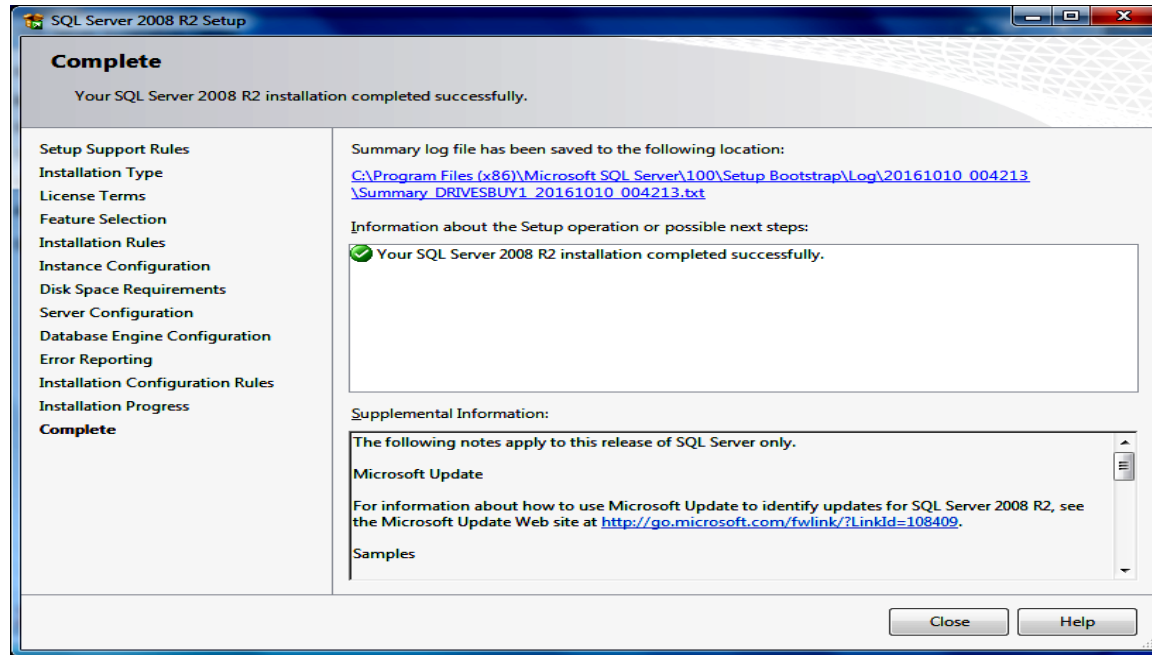 SQL Server 2008 R2 Setup
Complete
Your SQL Server 2008 R2 installation completed successfully.
Setup Support Rules
Installation Type
License Terms
Feature Selection
Installation Rules
Instance Configuration
Disk Space Requirements
Server Configuration
Database Engine Configuration
Error Reporting
Installation Configuration Rules
Installation Progress
Complete
Summary log file has been saved to the following location:
C:\Program Files (x86)\Microsoft SQL Server\100\Setup Bootstrap\Log\20161010_004213
\Summary_DRIVESBUY1_20161010_004213.txt
Information about the Setup operation or possible next steps:
Your SQL Server 2008 R2 installation completed successfully.
Supplemental Information:
The following notes apply to this release of SQL Server only.
Microsoft Update
For information about how to use Microsoft Update to identify updates for SQL Server 2008 R2, see
the Microsoft Update Web site at http://go.microsoft.com/fwlink/?LinkId=108409.
Samples
Close
Help